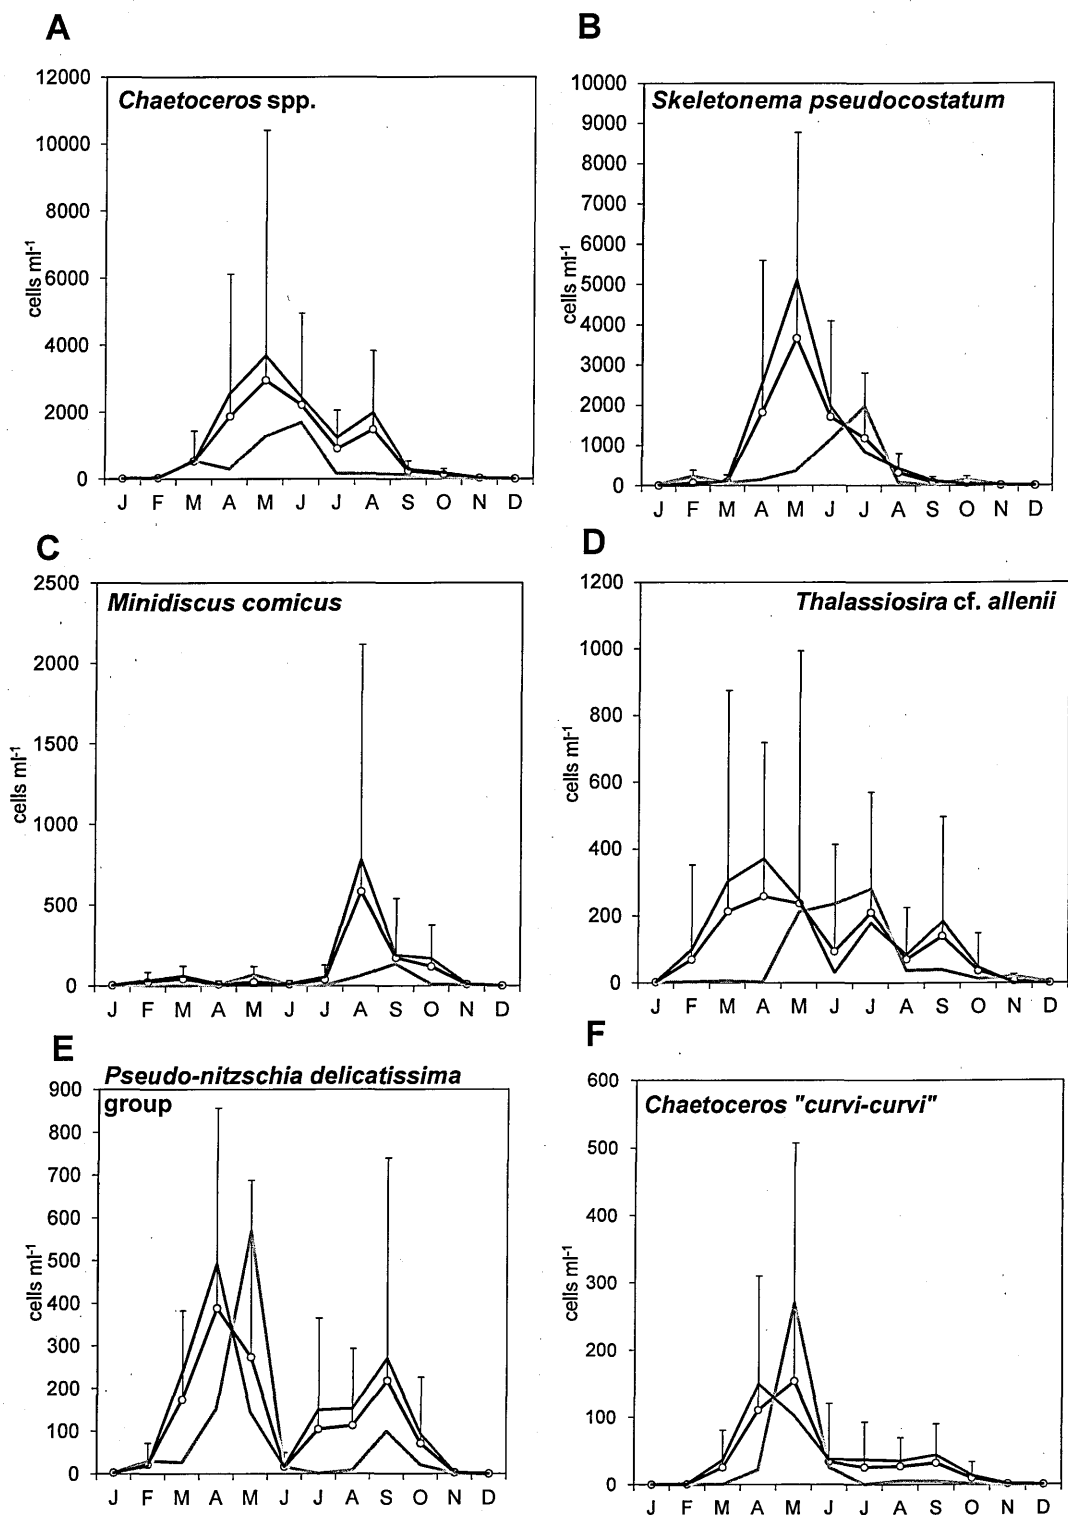 A
12000
10000
8000
6000
4000
2000
0
cells ml-1
Chaetoceros spp.
J F M A M J J A S O N D
B
10000
9000
8000
7000
6000
5000
4000
3000
2000
1000
0
cells ml-1
Skeletonema pseudocostatum
J F M A M J J A S O N D
C
2500
2000
1500
1000
500
0
cells ml-1
Minidiscus comicus
J F M A M J J A S O N D
D
1200
1000
800
600
400
200
0
cells ml-1
Thalassiosira cf. allenii
J F M A M J J A S O N D
E
Pseudo-nitzschia delicatissima
group
900
800
700
600
500
400
300
200
100
0
cells ml-1
J F M A M J J A S O N D
F
600
500
400
300
200
100
0
cells ml-1
Chaetoceros "curvi-curvi"
J F M A M J J A S O N D